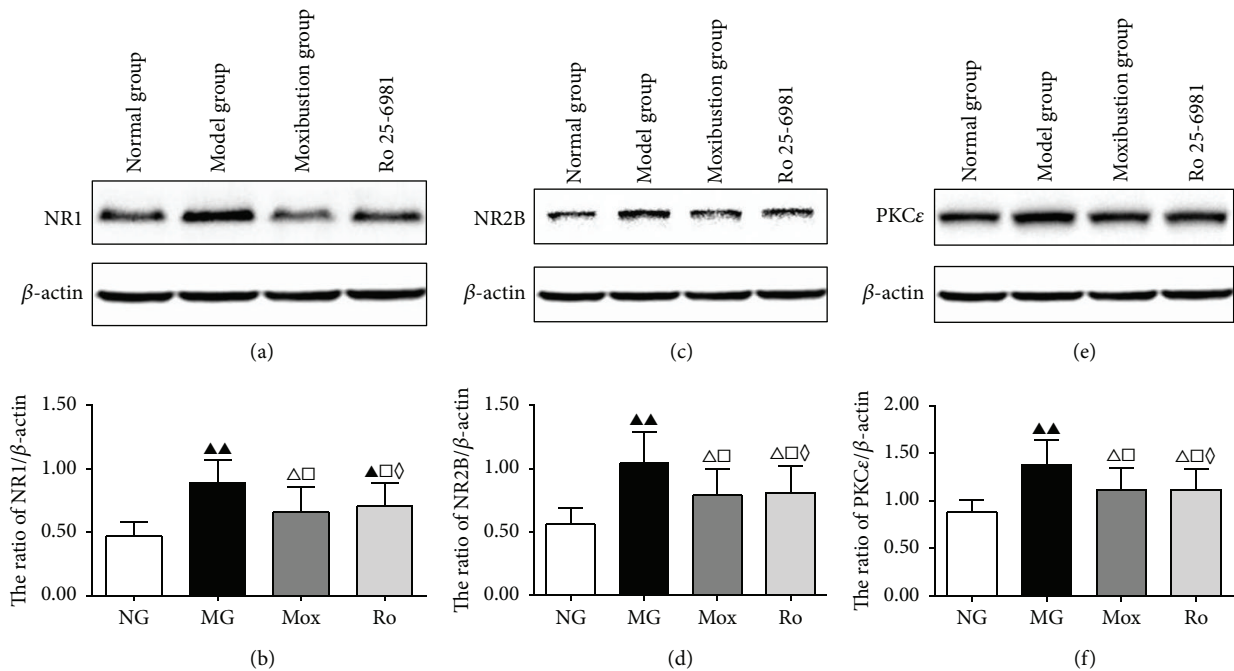 Normal group
Model group
Moxibustion group
Ro 25-6981
NR1
β-actin
(a)
Normal group
Model group
Moxibustion group
Ro 25-6981
NR2B
β-actin
(c)
Normal group
Model group
Moxibustion group
Ro 25-6981
PKCε
β-actin
(e)
The ratio of NR1/β-actin
1.50
1.00
0.50
0.00
▲▲
△□
▲□◊
NG MG Mox Ro
(b)
The ratio of NR2B/β-actin
1.50
1.00
0.50
0.00
▲▲
△□
△□◊
NG MG Mox Ro
(d)
The ratio of PKCε/β-actin
2.00
1.50
1.00
0.50
0.00
▲▲
△□
△□◊
NG MG Mox Ro
(f)